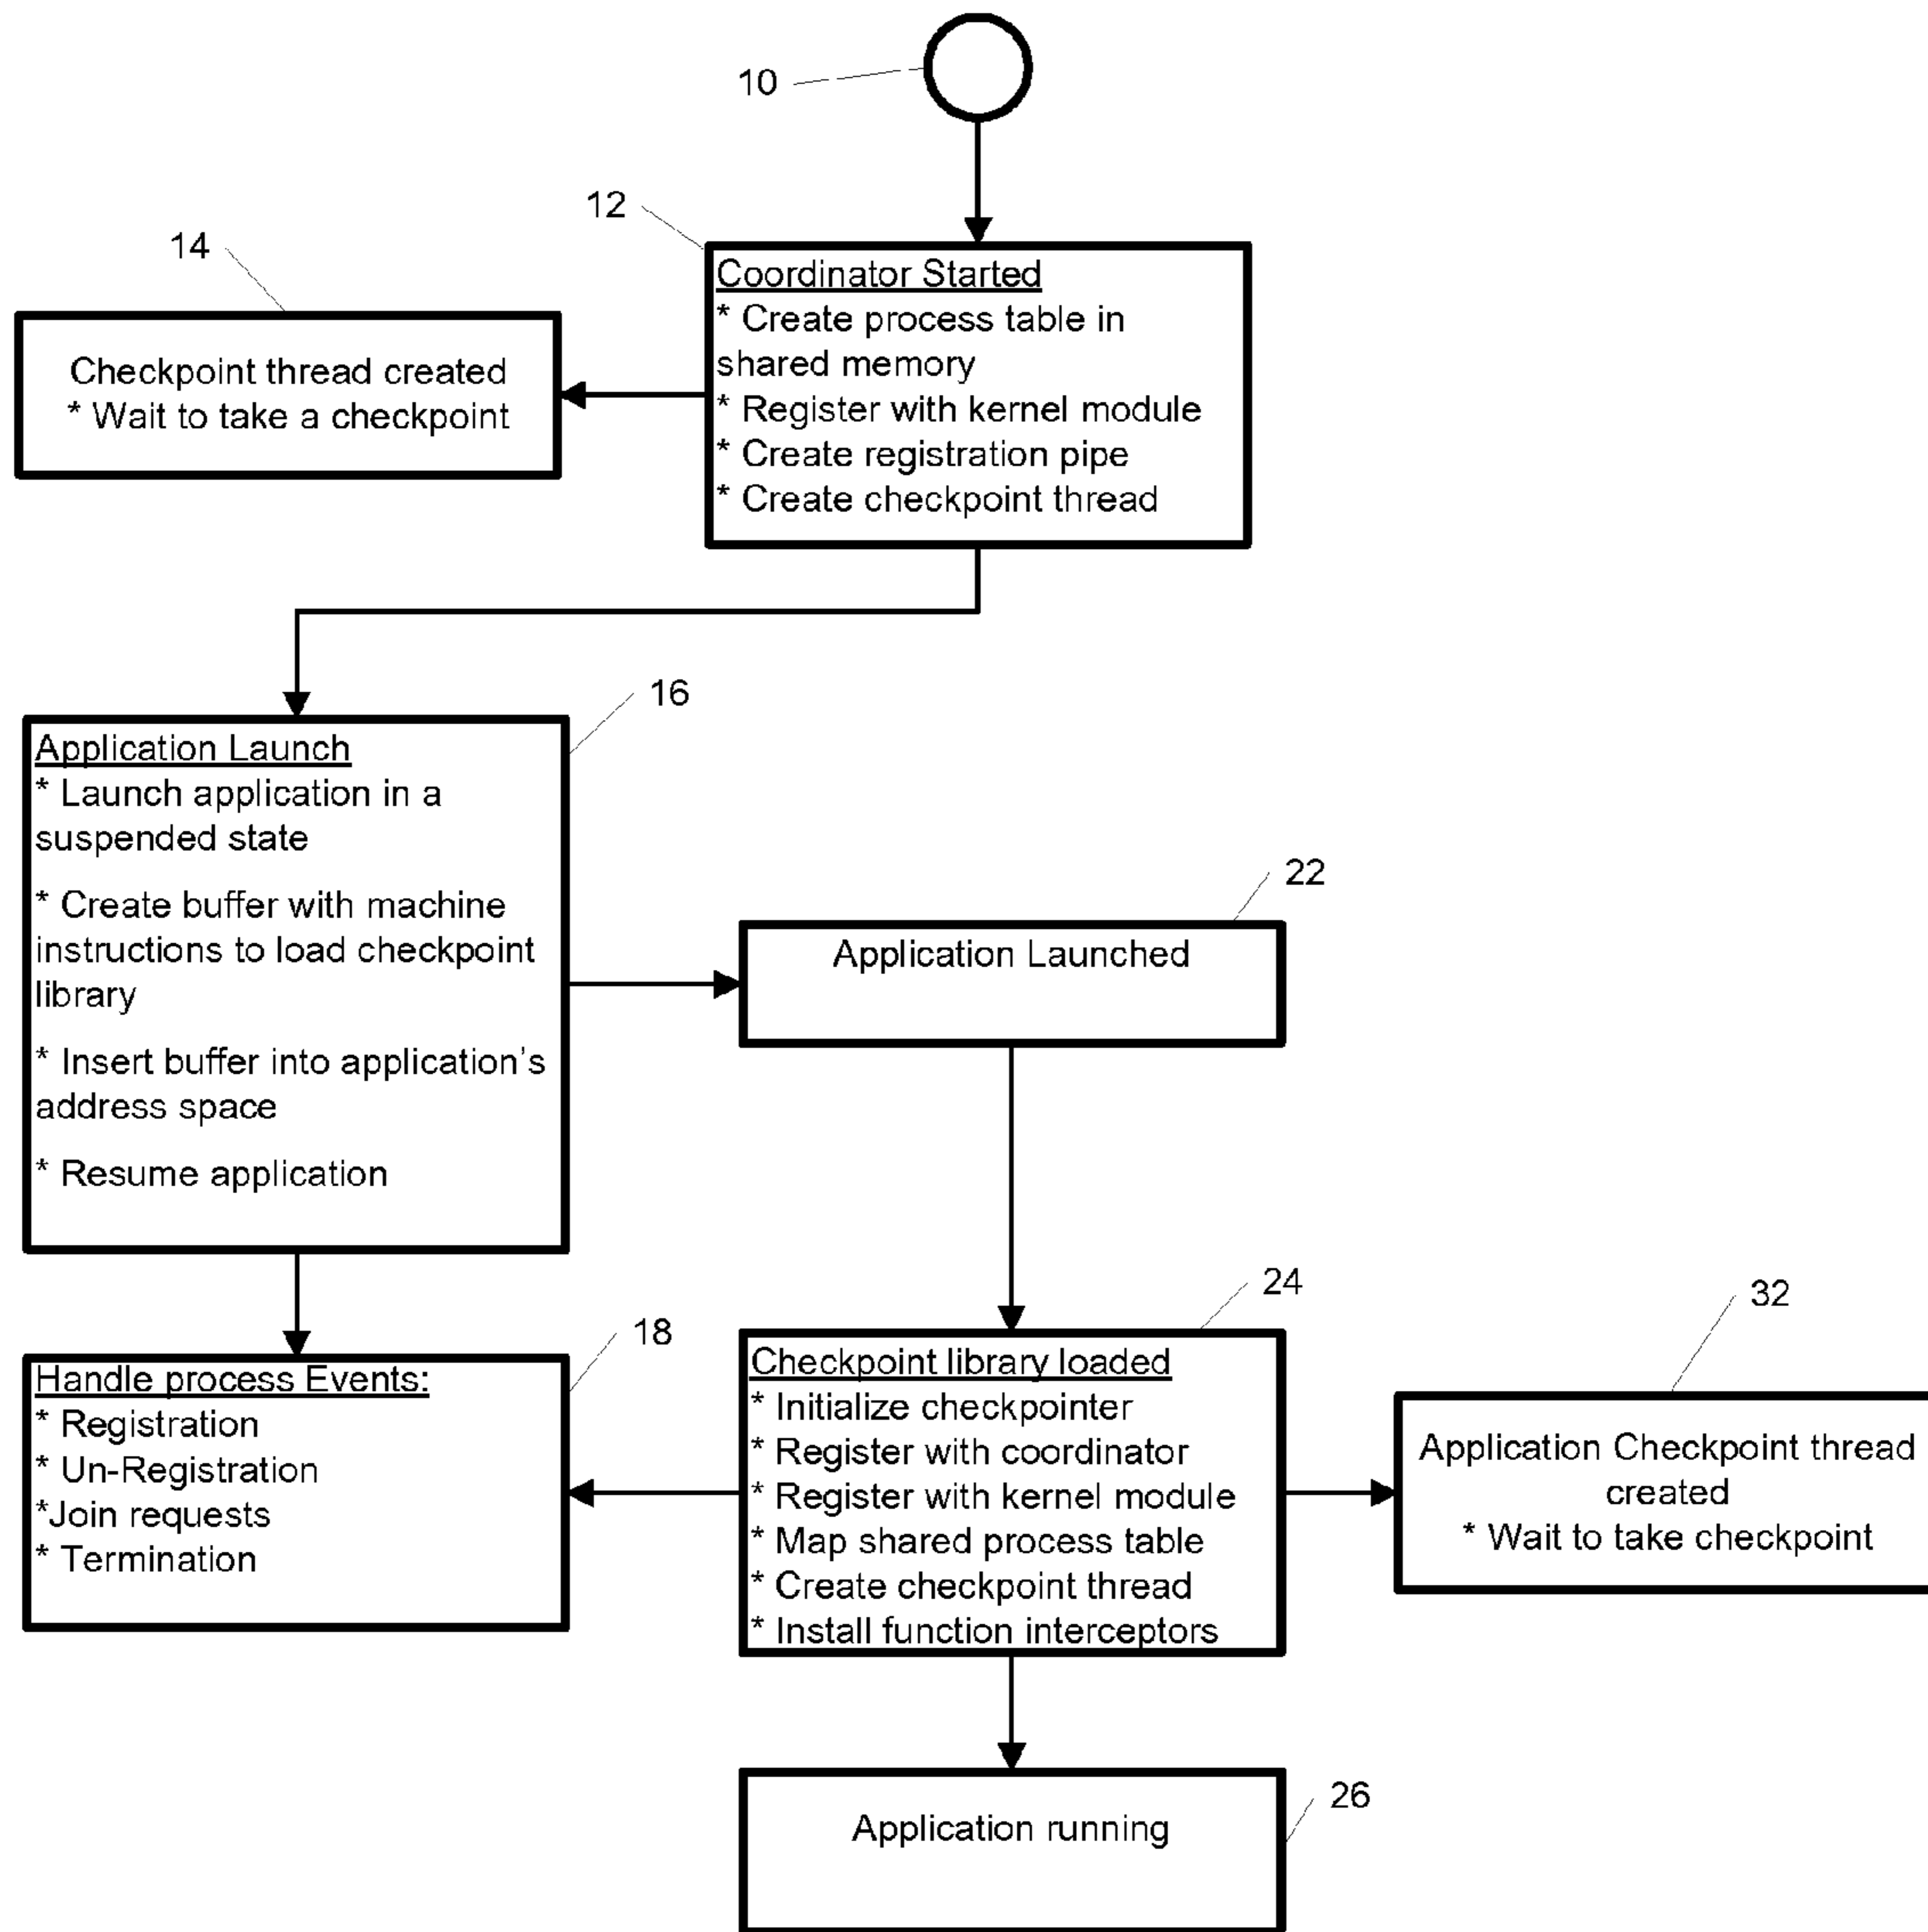 10
12
14
Coordinator Started
* Create process table in
shared memory
* Register with kernel module
* Create registration pipe
* Create checkpoint thread
Checkpoint thread created
* Wait to take a checkpoint
16
Application Launch
* Launch application in a
suspended state
* Create buffer with machine
instructions to load checkpoint
library
* Insert buffer into application’s
address space
* Resume application
22
Application Launched
18
Handle process Events:
* Registration
* Un-Registration
*Join requests
* Termination
24
Checkpoint library loaded
* Initialize checkpointer
* Register with coordinator
* Register with kernel module
* Map shared process table
* Create checkpoint thread
* Install function interceptors
32
Application Checkpoint thread
created
* Wait to take checkpoint
26
Application running